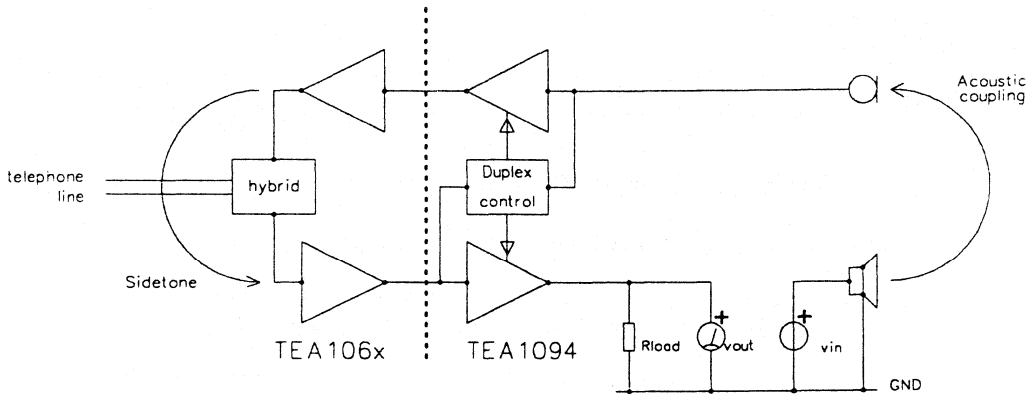 Acoustic
coupling
telephone
line
hybrid
Duplex
control
Sidetone
TEA106x
TEA1094
Rload
+
vout
+
vin
GND